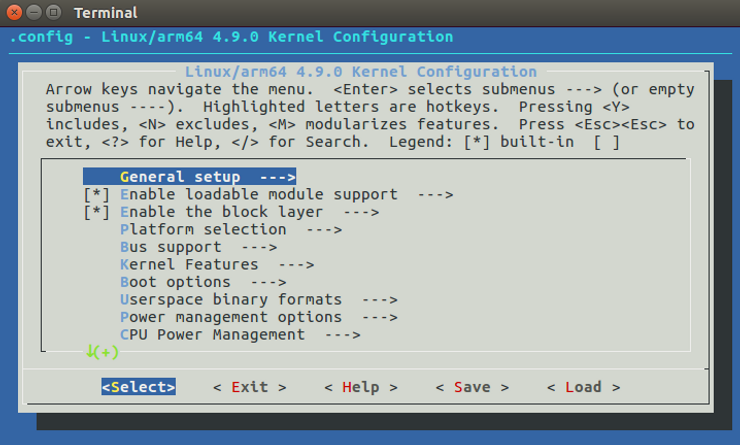 Terminal
.config - Linux/arm64 4.9.0 Kernel Configuration
Linux/arm64 4.9.0 Kernel Configuration
Arrow keys navigate the menu.  <Enter> selects submenus ---> (or empty
submenus ----).  Highlighted letters are hotkeys.  Pressing <Y>
includes, <N> excludes, <M> modularizes features.  Press <Esc><Esc> to
exit, <?> for Help, </> for Search.  Legend: [*] built-in  [ ]
General setup  --->
[*] Enable loadable module support  --->
[*] Enable the block layer  --->
Platform selection  --->
Bus support  --->
Kernel Features  --->
Boot options  --->
Userspace binary formats  --->
Power management options  --->
CPU Power Management  --->
↓(+)
<Select>    < Exit >    < Help >    < Save >    < Load >